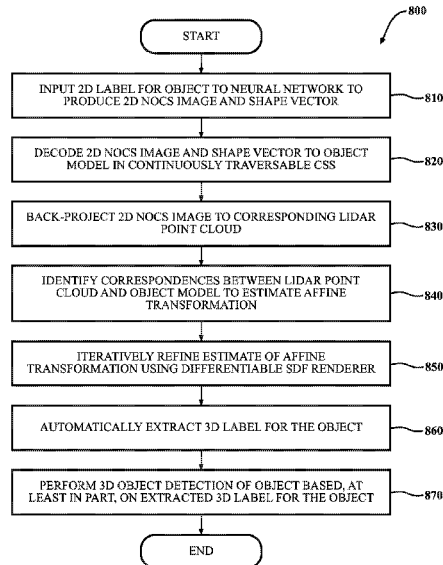 800
START
INPUT 2D LABEL FOR OBJECT TO NEURAL NETWORK TO
PRODUCE 2D NOCS IMAGE AND SHAPE VECTOR
810
DECODE 2D NOCS IMAGE AND SHAPE VECTOR TO OBJECT
MODEL IN CONTINUOUSLY TRAVERSABLE CSS
820
BACK-PROJECT 2D NOCS IMAGE TO CORRESPONDING LIDAR
POINT CLOUD
830
IDENTIFY CORRESPONDENCES BETWEEN LIDAR POINT
CLOUD AND OBJECT MODEL TO ESTIMATE AFFINE
TRANSFORMATION
840
ITERATIVELY REFINE ESTIMATE OF AFFINE
TRANSFORMATION USING DIFFERENTIABLE SDF RENDERER
850
AUTOMATICALLY EXTRACT 3D LABEL FOR THE OBJECT
860
PERFORM 3D OBJECT DETECTION OF OBJECT BASED, AT
LEAST IN PART, ON EXTRACTED 3D LABEL FOR THE OBJECT
870
END